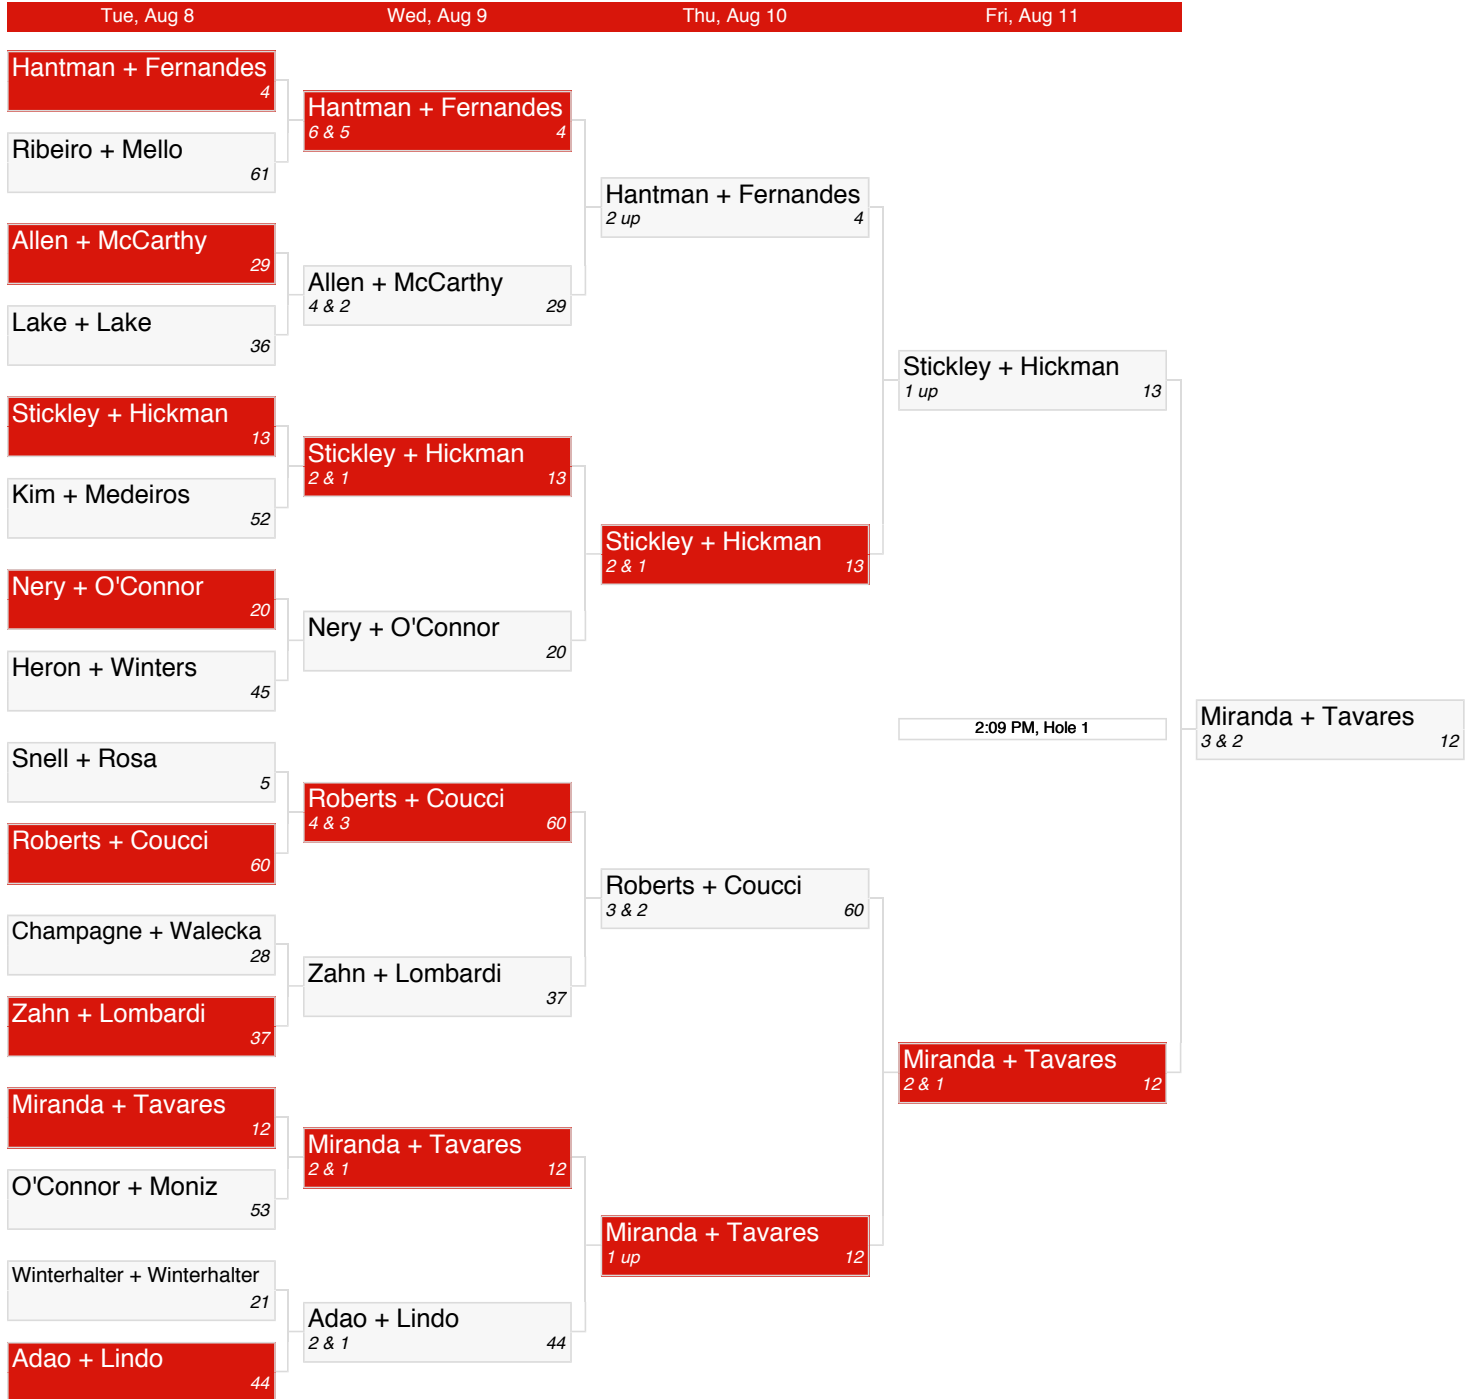 Tue, Aug 8
Wed, Aug 9
Thu, Aug 10
Fri, Aug 11
Hantman + Fernandes
4
Ribeiro + Mello
61
Allen + McCarthy
29
Lake + Lake
36
Stickley + Hickman
13
Kim + Medeiros
52
Nery + O'Connor
20
Heron + Winters
45
Snell + Rosa
5
Roberts + Coucci
60
Champagne + Walecka
28
Zahn + Lombardi
37
Miranda + Tavares
12
O'Connor + Moniz
53
Winterhalter + Winterhalter
21
Adao + Lindo
44
Hantman + Fernandes
6 & 5 4
Allen + McCarthy
4 & 2 29
Stickley + Hickman
2 & 1 13
Nery + O'Connor
20
Roberts + Coucci
4 & 3 60
Zahn + Lombardi
37
Miranda + Tavares
2 & 1 12
Adao + Lindo
2 & 1 44
Hantman + Fernandes
2 up 4
Stickley + Hickman
2 & 1 13
Roberts + Coucci
3 & 2 60
Miranda + Tavares
1 up 12
Stickley + Hickman
1 up 13
2:09 PM, Hole 1
Miranda + Tavares
2 & 1 12
Miranda + Tavares
3 & 2 12